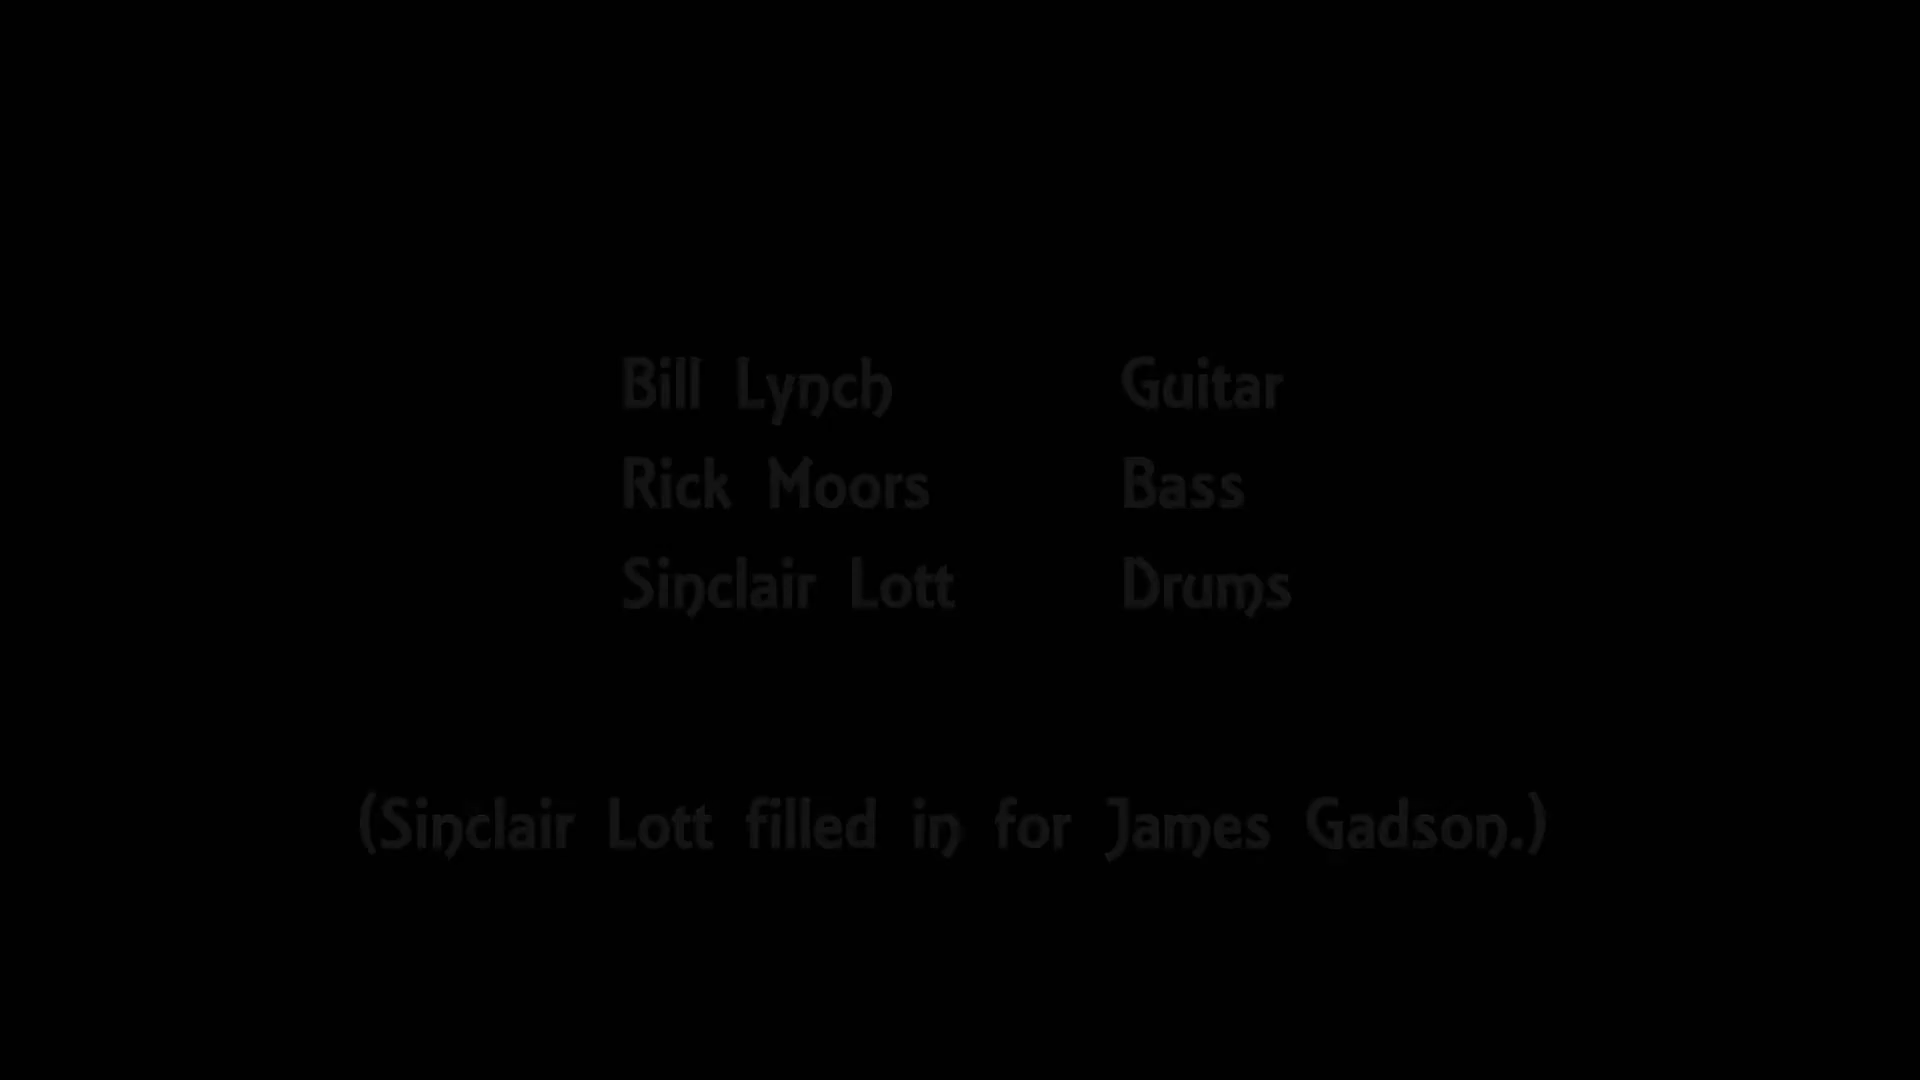 Bill Lynch Guitar
Rick Moors Bass
Sinclair Lott Drums
(Sinclair Lott filled in for James Gadson.)